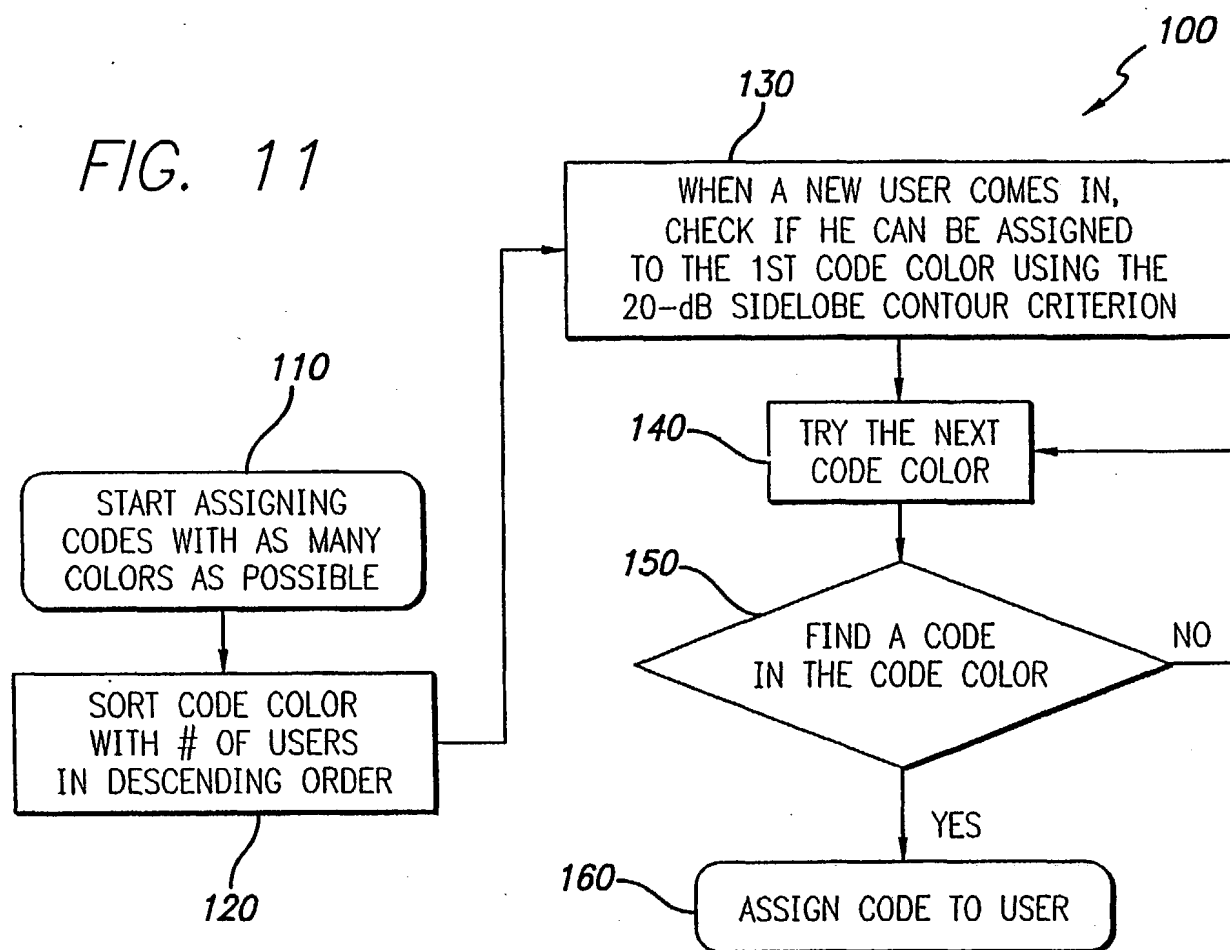 FIG. 11
100
110
START ASSIGNING
CODES WITH AS MANY
COLORS AS POSSIBLE
SORT CODE COLOR
WITH # OF USERS
IN DESCENDING ORDER
120
130
WHEN A NEW USER COMES IN,
CHECK IF HE CAN BE ASSIGNED
TO THE 1ST CODE COLOR USING THE
20-dB SIDELOBE CONTOUR CRITERION
140
TRY THE NEXT
CODE COLOR
150
FIND A CODE
IN THE CODE COLOR
NO
YES
160
ASSIGN CODE TO USER